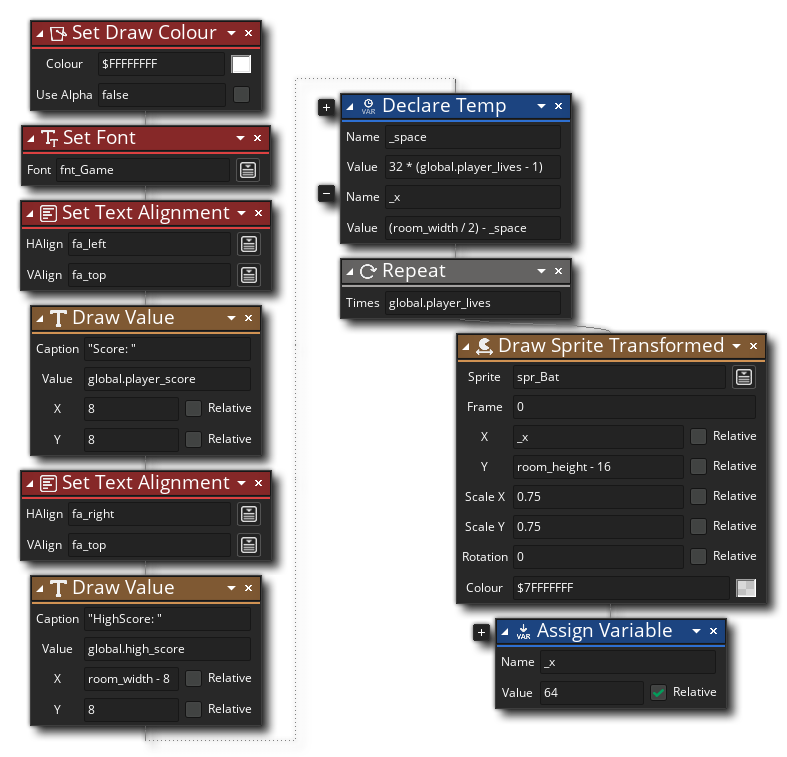 Set Draw Colour
Colour $FFFFFFFF
Use Alpha false
Set Font
Font fnt_Game
Set Text Alignment
HAlign fa_left
VAlign fa_top
Draw Value
Caption "Score: "
Value global.player_score
X 8 Relative
Y 8 Relative
Set Text Alignment
HAlign fa_right
VAlign fa_top
Draw Value
Caption "HighScore: "
Value global.high_score
X room_width - 8 Relative
Y 8 Relative
Declare Temp
VAR
Name _space
Value 32 * (global.player_lives - 1)
Name _x
Value (room_width / 2) - _space
Repeat
Times global.player_lives
Draw Sprite Transformed
Sprite spr_Bat
Frame 0
X _x Relative
Y room_height - 16 Relative
Scale X 0.75 Relative
Scale Y 0.75 Relative
Rotation 0 Relative
Colour $7FFFFFFF
Assign Variable
VAR
Name _x
Value 64 Relative